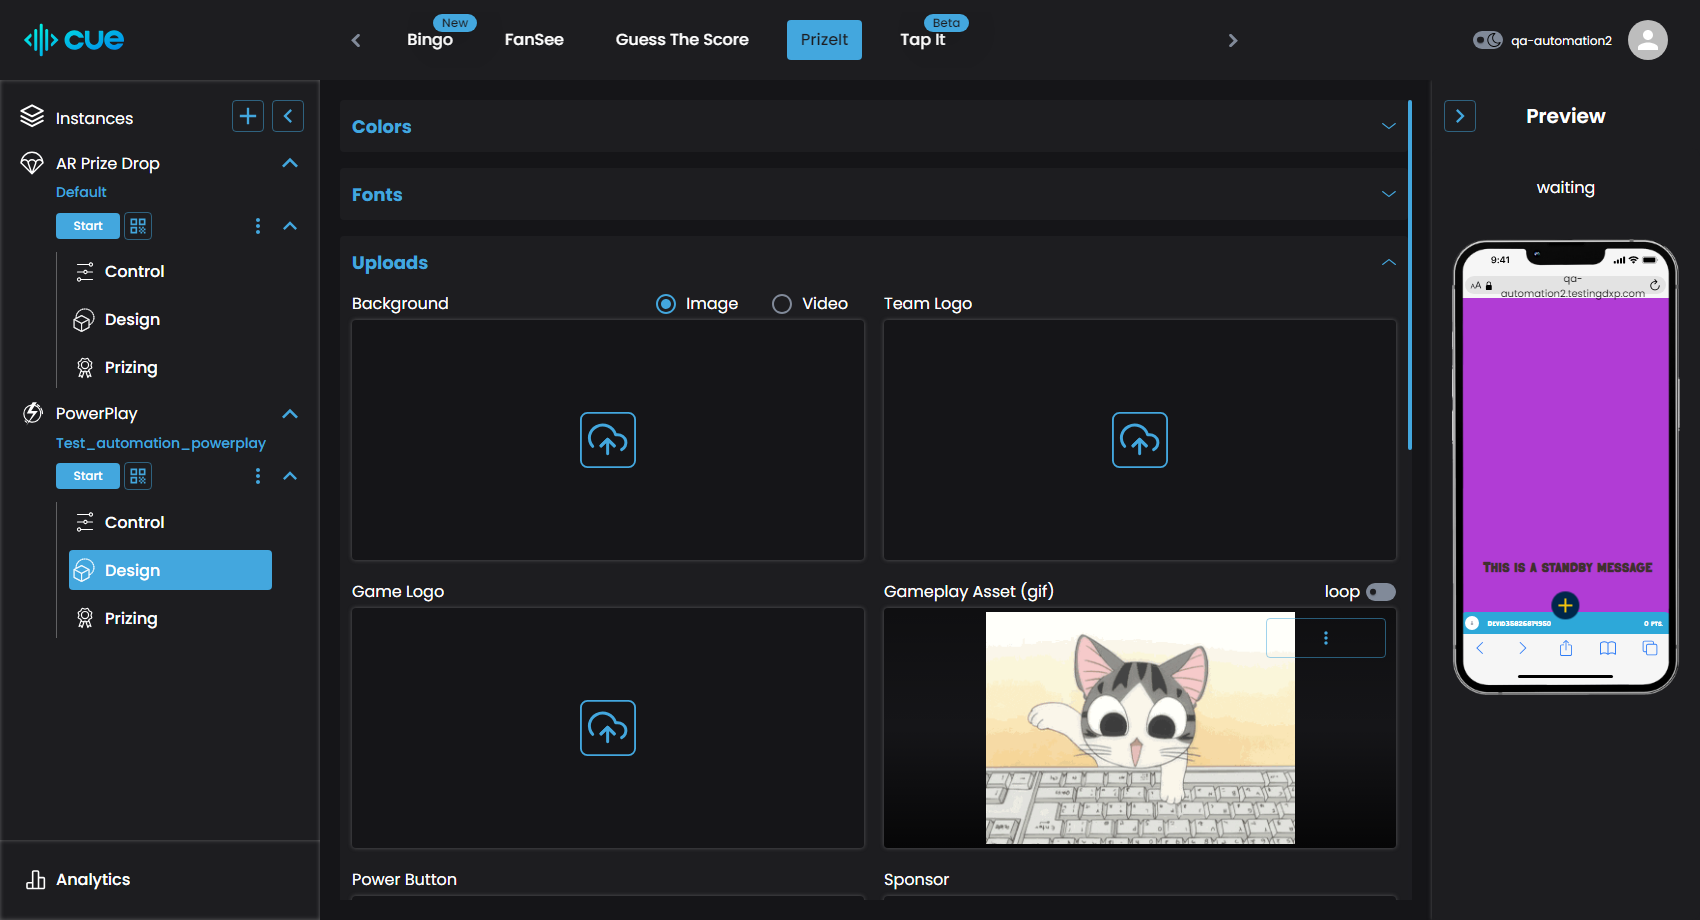 cue
New
Bingo
FanSee
Guess The Score
PrizeIt
Beta
Tap It
qa-automation2
Instances
AR Prize Drop
Default
Start
Control
Design
Prizing
PowerPlay
Test_automation_powerplay
Start
Control
Design
Prizing
Analytics
Colors
Fonts
Uploads
Background
Image
Video
Team Logo
Game Logo
Gameplay Asset (gif)
loop
Power Button
Sponsor
Preview
waiting
9:41
AA
qa-
automation2.testingdxp.com
This is a standby message
0 PTS.